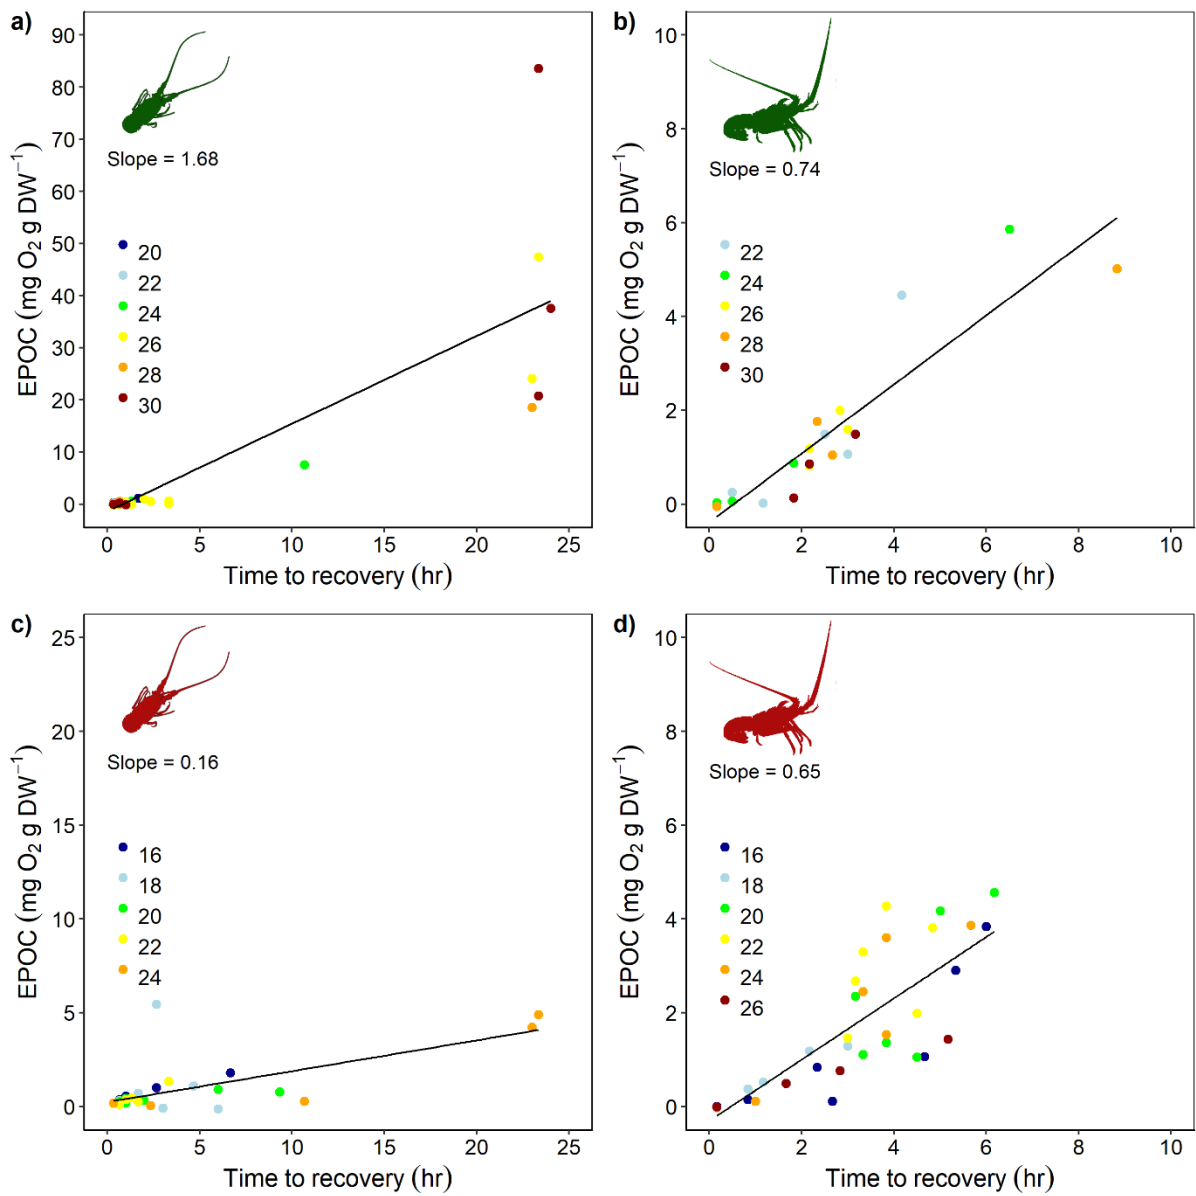 a)
90
80
70
60
50
40
30
20
10
0
EPOC (mg O₂ g DW⁻¹)
Slope = 1.68
20
22
24
26
28
30
0 5 10 15 20 25
Time to recovery (hr)
b)
10
8
6
4
2
0
EPOC (mg O₂ g DW⁻¹)
Slope = 0.74
22
24
26
28
30
0 2 4 6 8 10
Time to recovery (hr)
c)
25
20
15
10
5
0
EPOC (mg O₂ g DW⁻¹)
Slope = 0.16
16
18
20
22
24
0 5 10 15 20 25
Time to recovery (hr)
d)
10
8
6
4
2
0
EPOC (mg O₂ g DW⁻¹)
Slope = 0.65
16
18
20
22
24
26
0 2 4 6 8 10
Time to recovery (hr)